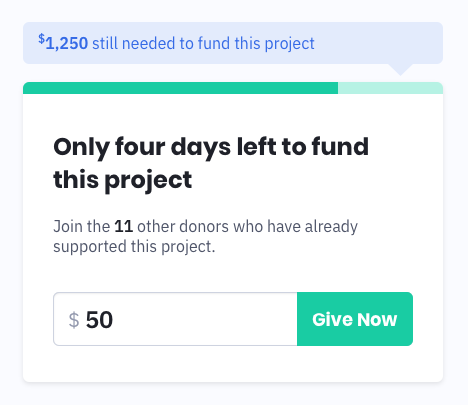 $1,250 still needed to fund this project
Only four days left to fund
this project
Join the 11 other donors who have already
supported this project.
$ 50
Give Now